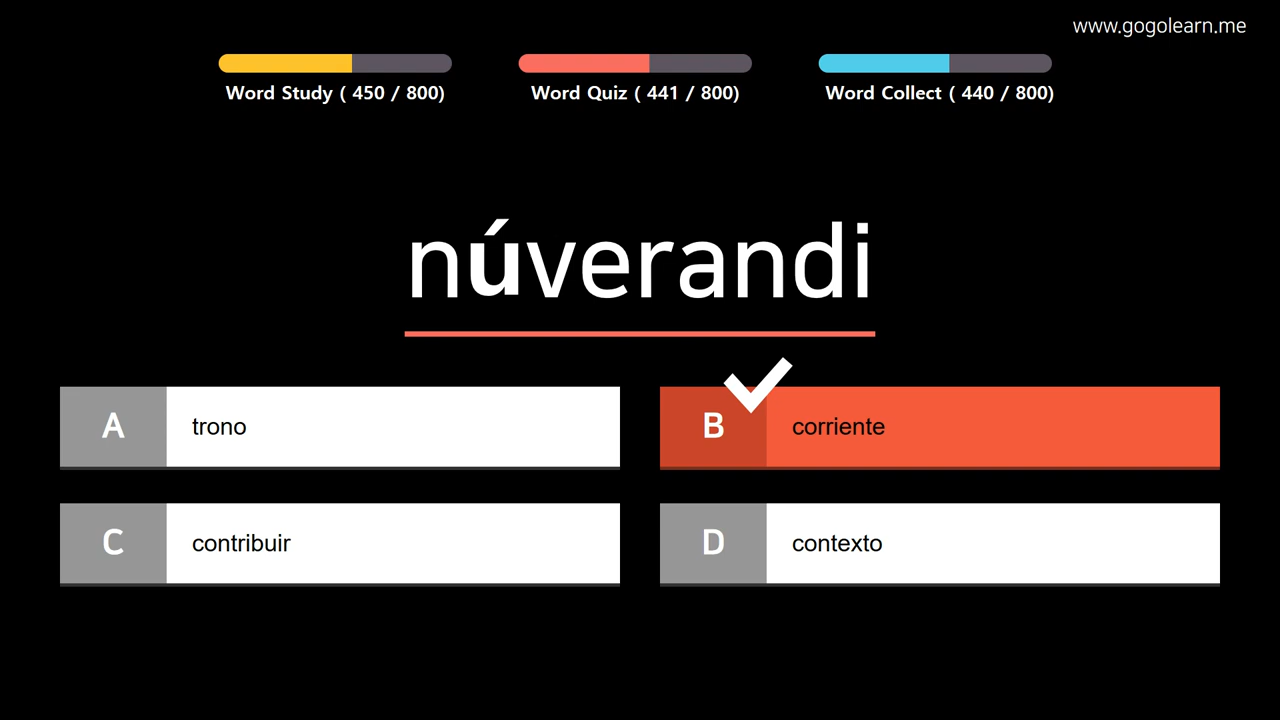 www.gogolearn.me
Word Study ( 450 / 800)
Word Quiz ( 441 / 800)
Word Collect ( 440 / 800)
núverandi
A trono
B corriente
C contribuir
D contexto